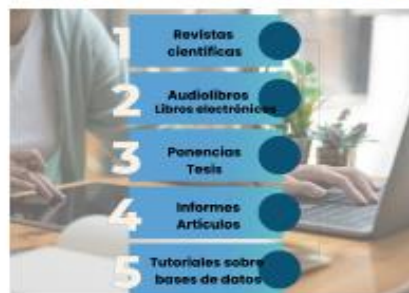 1
Revistas
científicas
2
Audiolibros
Libros electrónicos
3
Ponencias
Tesis
4
Informes
Artículos
5
Tutoriales sobre
bases de datos